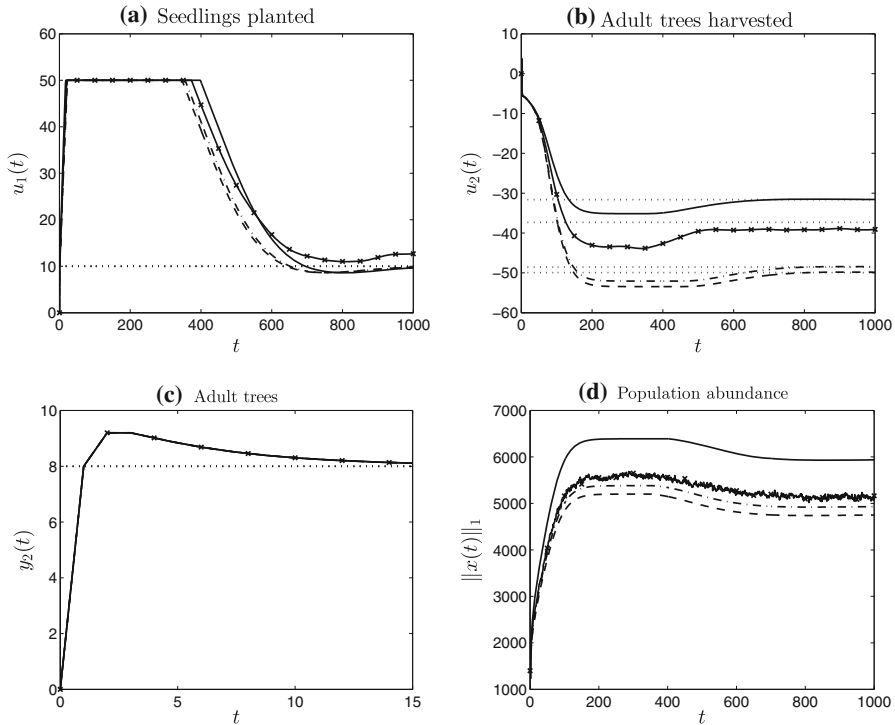 (a) Seedlings planted
60
50
40
30
20
10
0
u₁(t)
0 200 400 600 800 1000
t
(b) Adult trees harvested
0
−10
−20
−30
−40
−50
−60
u₂(t)
0 200 400 600 800 1000
t
(c) Adult trees
10
8
6
4
2
0
y₂(t)
0 5 10 15
t
(d) Population abundance
7000
6000
5000
4000
3000
2000
1000
‖x(t)‖₁
0 200 400 600 800 1000
t